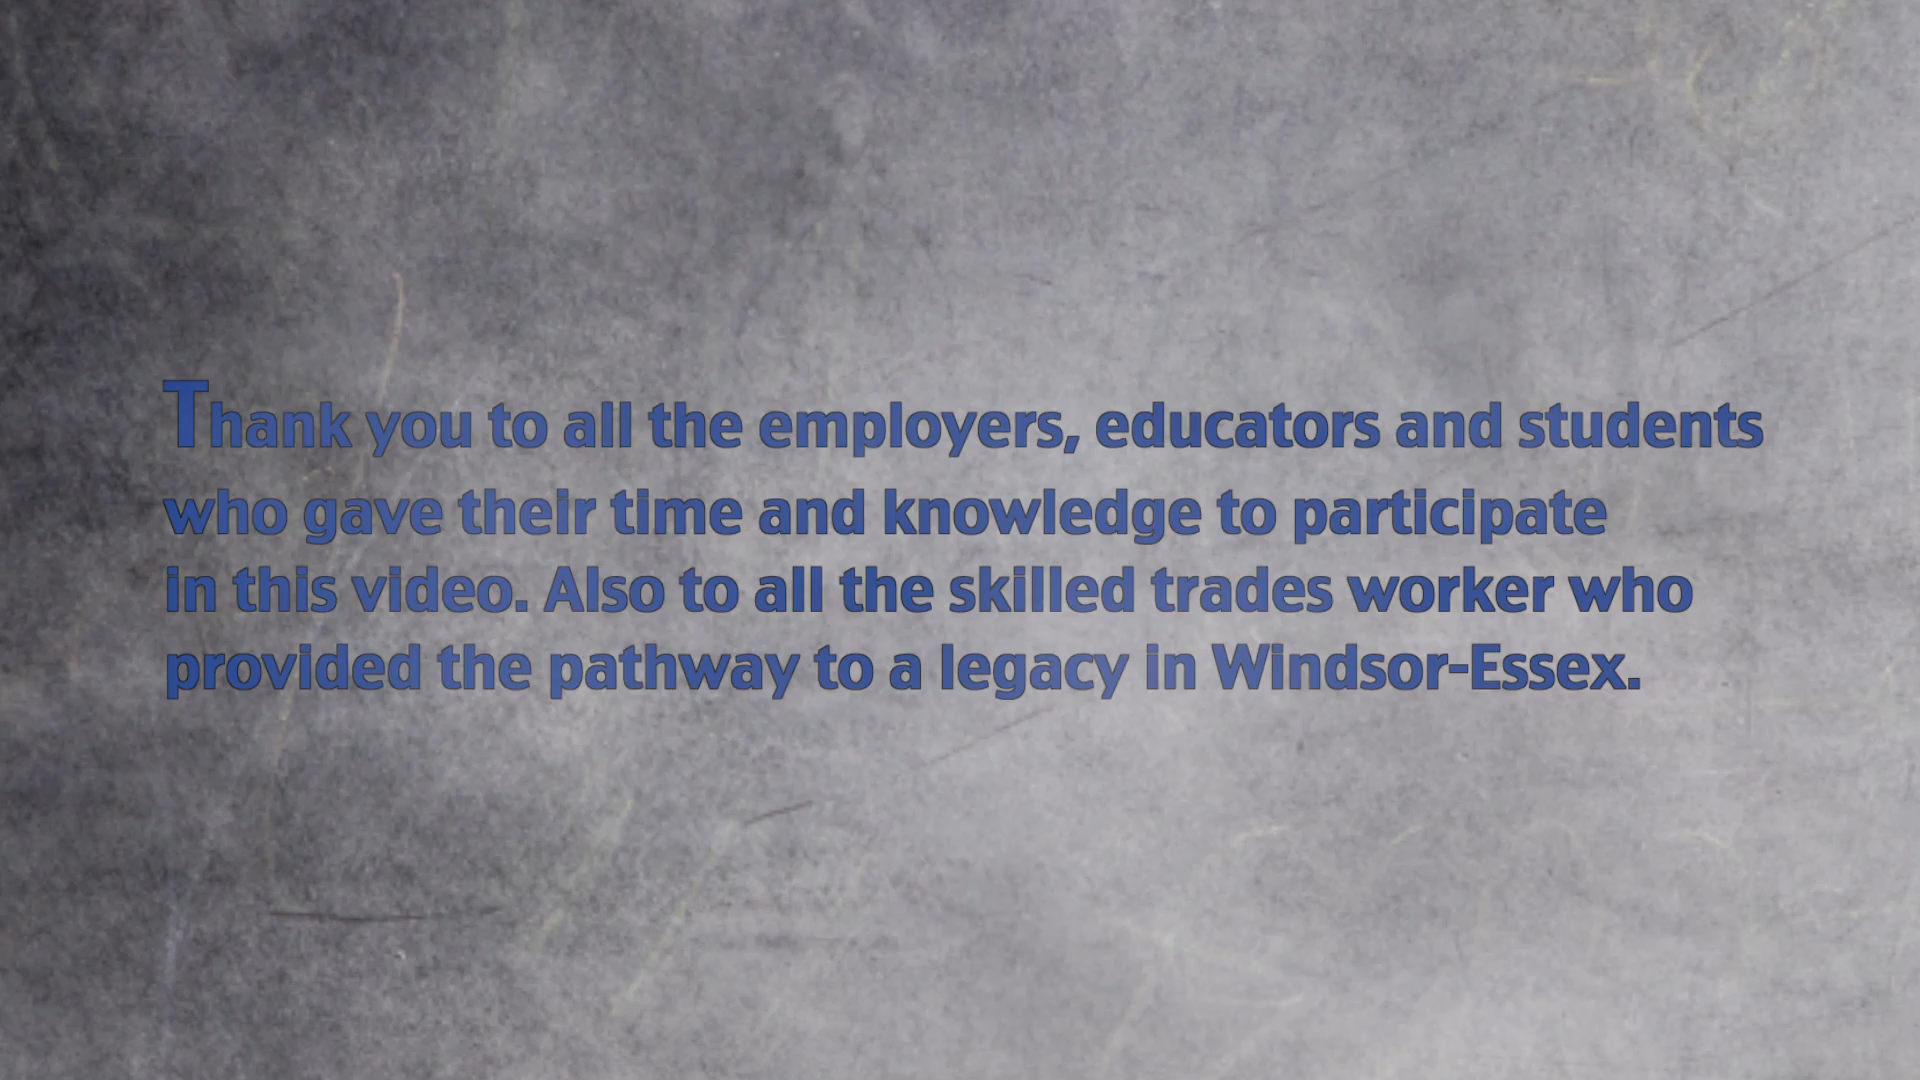 Thank you to all the employers, educators and students
who gave their time and knowledge to participate
in this video. Also to all the skilled trades worker who
provided the pathway to a legacy in Windsor-Essex.